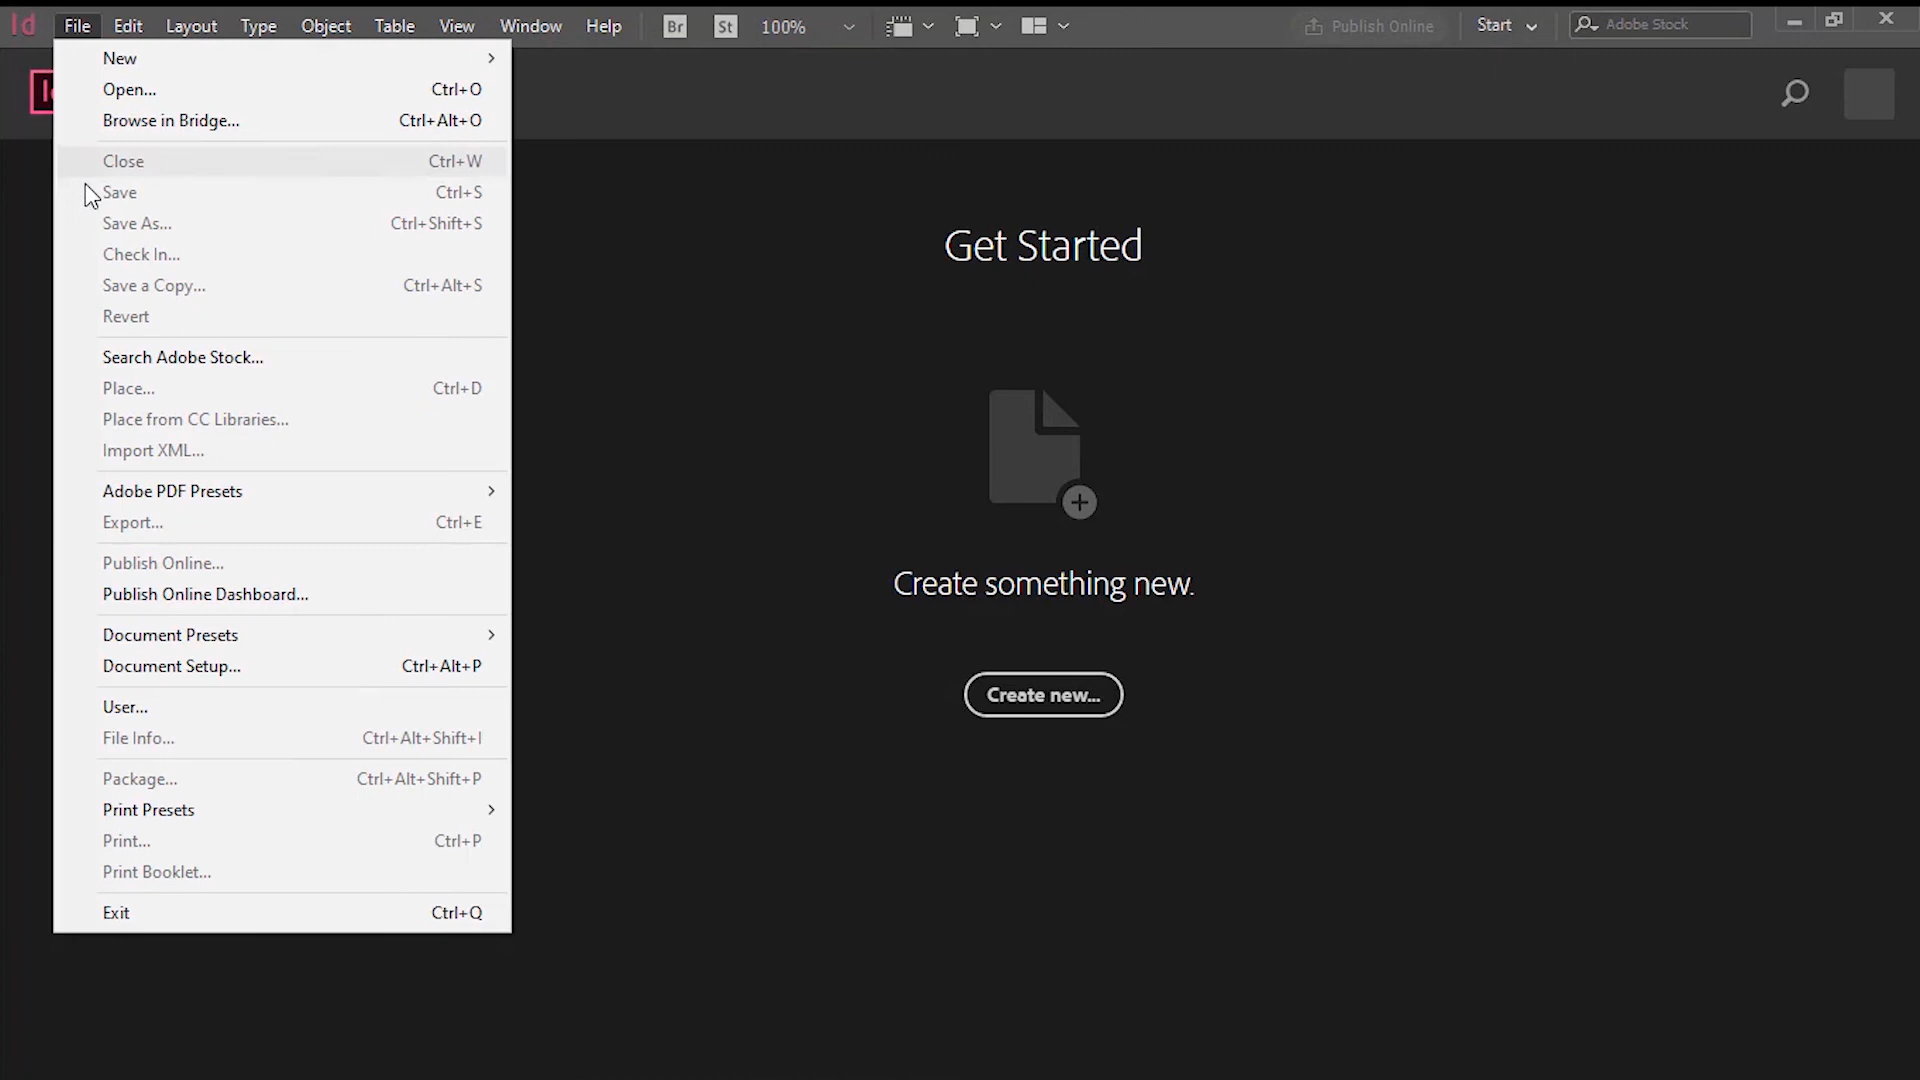 Id File Edit Layout Type Object Table View Window Help Br St 100% Publish Online Start Adobe Stock
New
Open... Ctrl+O
Browse in Bridge... Ctrl+Alt+O
Close Ctrl+W
Save Ctrl+S
Save As... Ctrl+Shift+S
Check In...
Save a Copy... Ctrl+Alt+S
Revert
Search Adobe Stock...
Place... Ctrl+D
Place from CC Libraries...
Import XML...
Adobe PDF Presets
Export... Ctrl+E
Publish Online...
Publish Online Dashboard...
Document Presets
Document Setup... Ctrl+Alt+P
User...
File Info... Ctrl+Alt+Shift+I
Package... Ctrl+Alt+Shift+P
Print Presets
Print... Ctrl+P
Print Booklet...
Exit Ctrl+Q
Get Started
Create something new.
Create new...